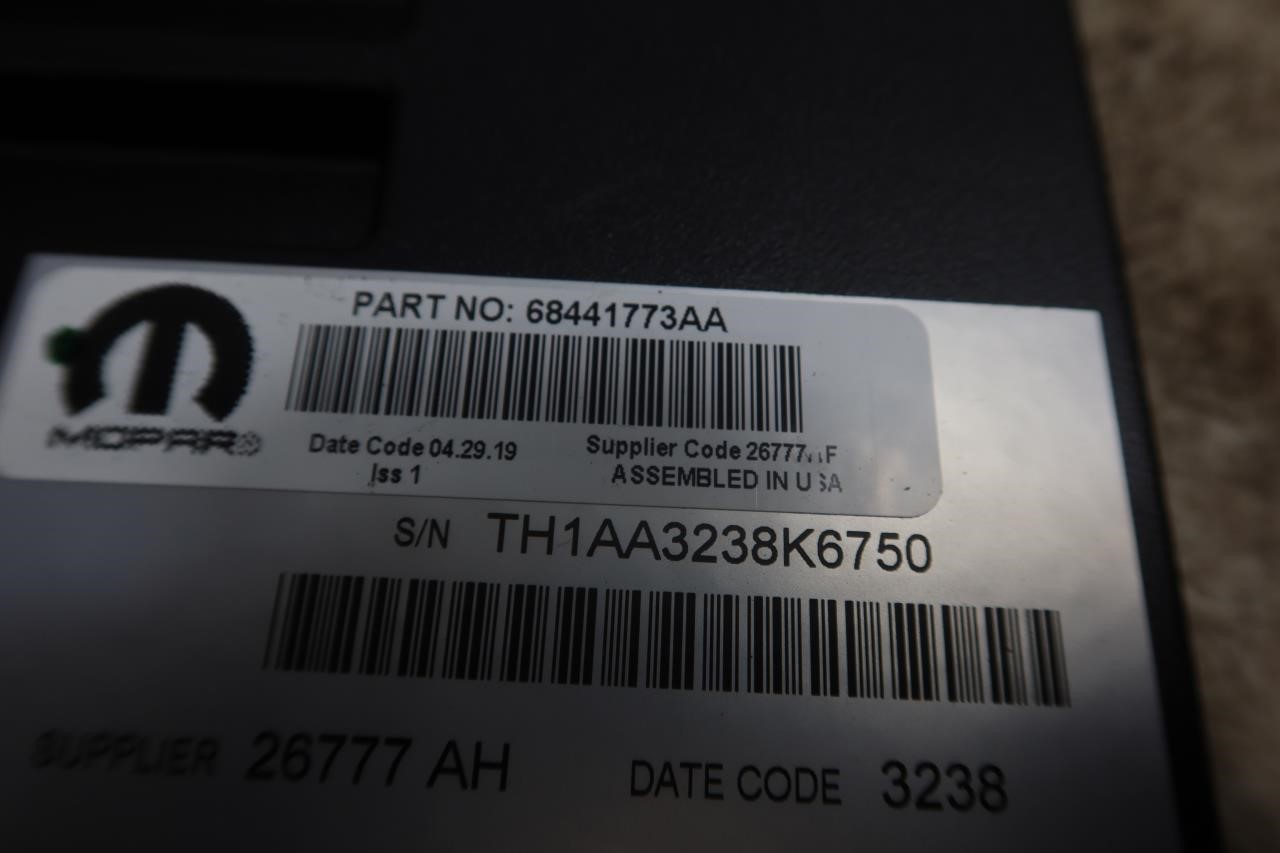 PART NO: 68441773AA
MOPAR®
Date Code 04.29.19
Supplier Code 26777
Iss 1
ASSEMBLED IN USA
S/N TH1AA3238K6750
SUPPLIER 26777 AH
DATE CODE 3238